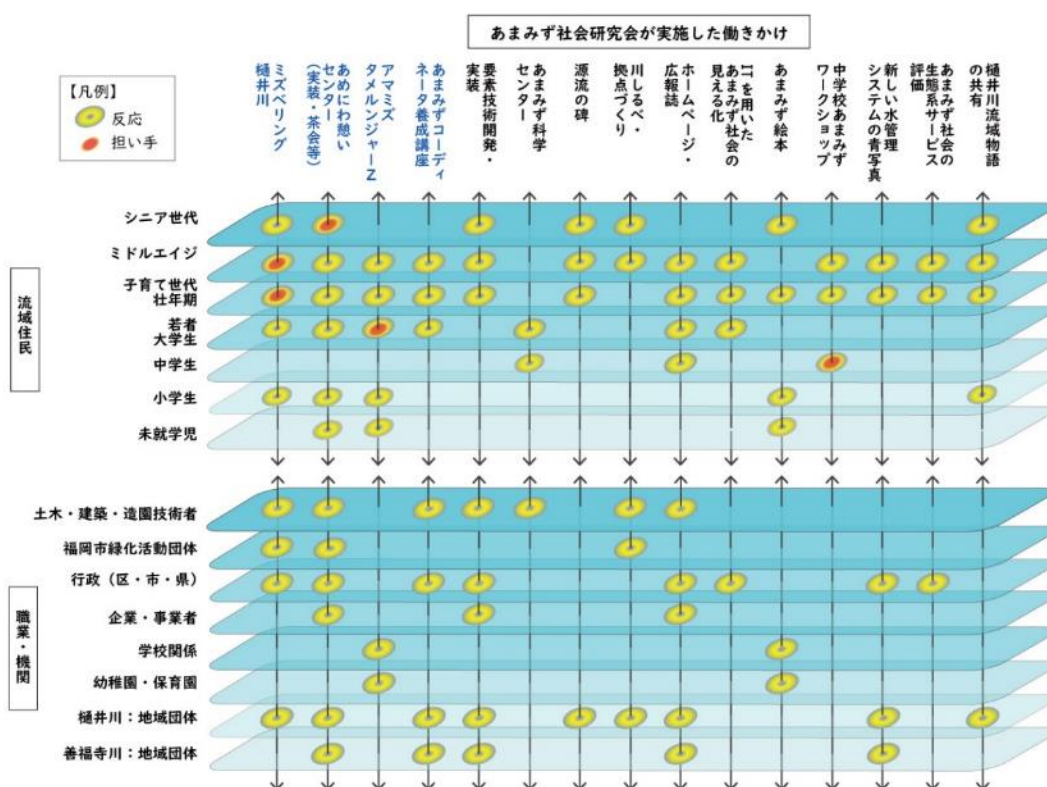 あまみず社会研究会が実施した働きかけ
【凡例】
反応
担い手
ミズベリング
樋井川
あめにわ憩い
センター
(実装・茶会等)
アマミズ
タメルンジャーZ
あまみずコーディ
ネータ養成講座
要素技術開発・
実装
あまみず科学
センター
源流の碑
川しるべ・
拠点づくり
ホームページ・
広報誌
ITを用いた
あまみず社会の
見える化
あまみず絵本
中学校あまみず
ワークショップ
新しい水管理
システムの青写真
あまみず社会の
生態系サービス
評価
樋井川流域物語
の共有
流域住民
シニア世代
ミドルエイジ
子育て世代
壮年期
若者
大学生
中学生
小学生
未就学児
職業・機関
土木・建築・造園技術者
福岡市緑化活動団体
行政(区・市・県)
企業・事業者
学校関係
幼稚園・保育園
樋井川:地域団体
善福寺川:地域団体